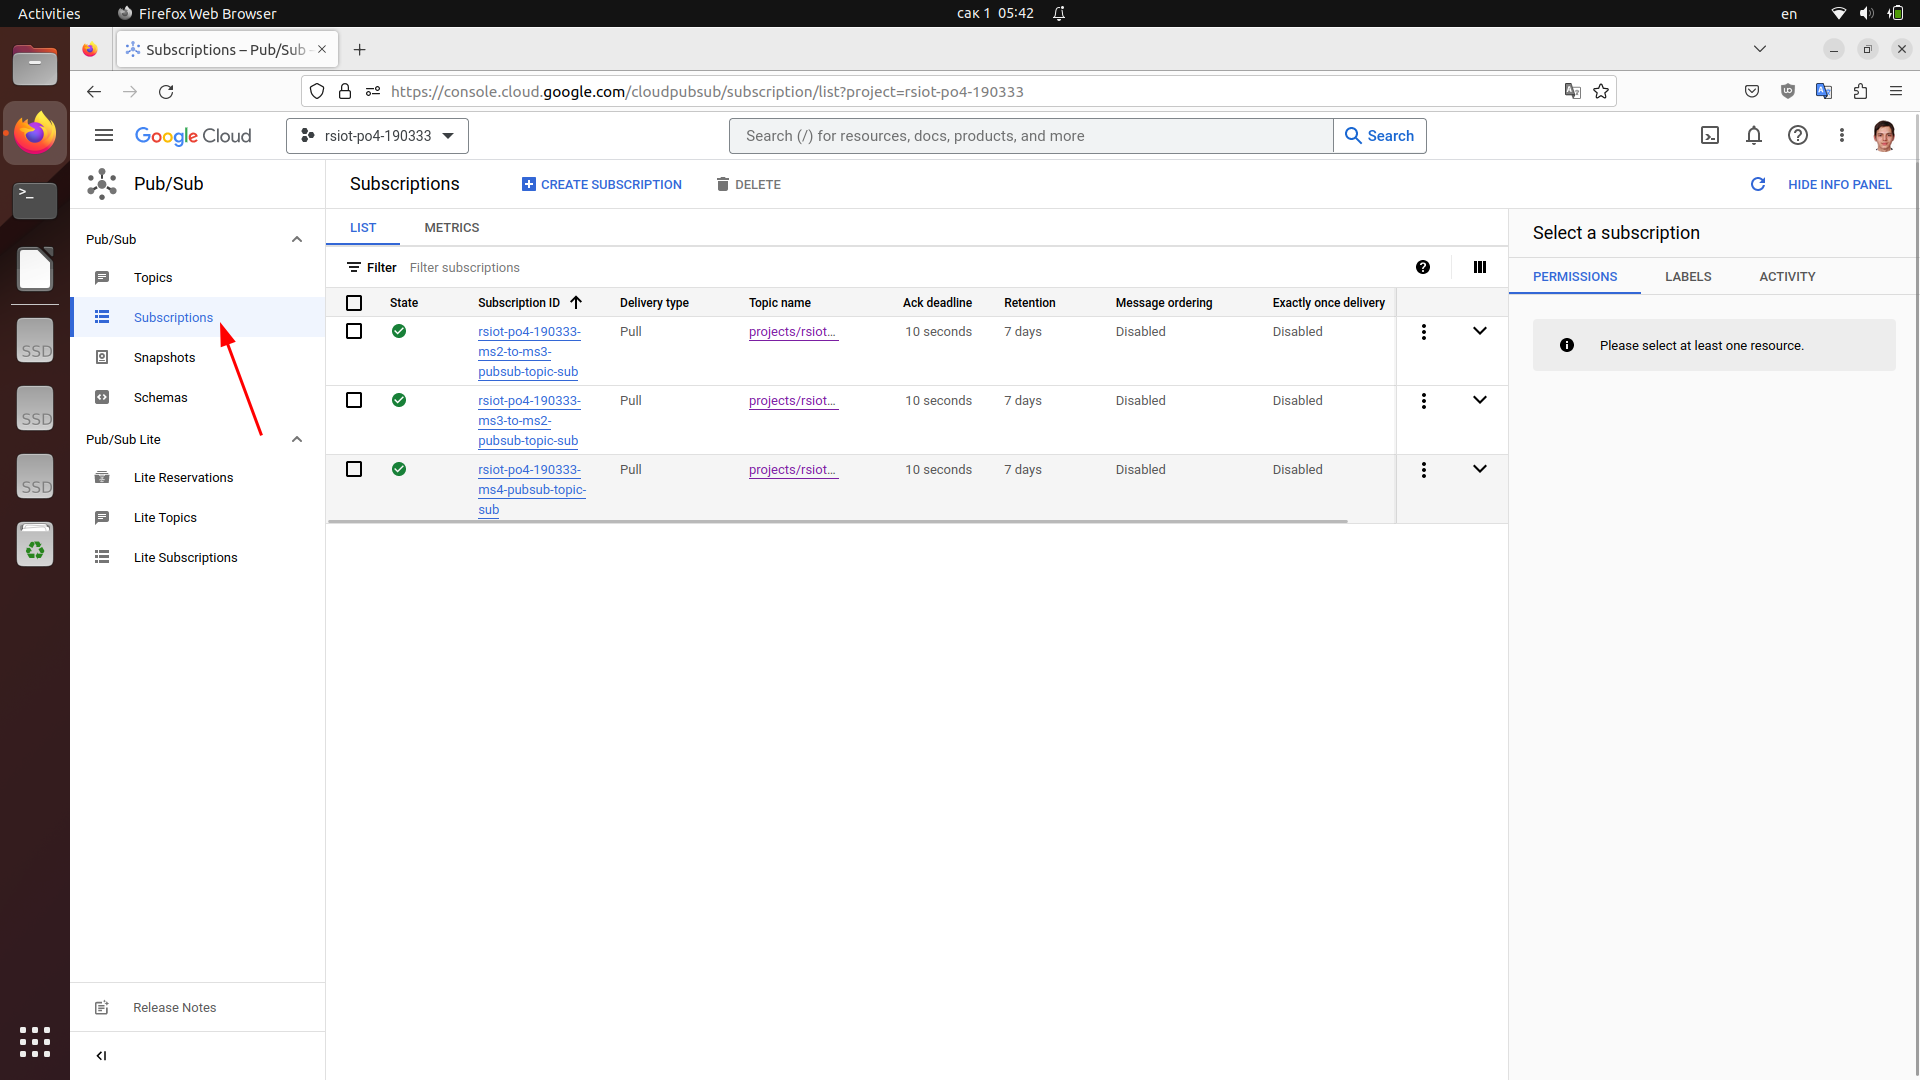 Activities
Firefox Web Browser
сак 1 05:42
en
Subscriptions – Pub/Sub
https://console.cloud.google.com/cloudpubsub/subscription/list?project=rsiot-po4-190333
Google Cloud
rsiot-po4-190333
Search (/) for resources, docs, products, and more
Search
Pub/Sub
Subscriptions
CREATE SUBSCRIPTION
DELETE
HIDE INFO PANEL
Pub/Sub
Topics
Subscriptions
Snapshots
Schemas
Pub/Sub Lite
Lite Reservations
Lite Topics
Lite Subscriptions
Release Notes
SSD
SSD
SSD
LIST METRICS
Filter Filter subscriptions
State Subscription ID Delivery type Topic name Ack deadline Retention Message ordering Exactly once delivery
rsiot-po4-190333- Pull projects/rsiot… 10 seconds 7 days Disabled Disabled
ms2-to-ms3-
pubsub-topic-sub
rsiot-po4-190333- Pull projects/rsiot… 10 seconds 7 days Disabled Disabled
ms3-to-ms2-
pubsub-topic-sub
rsiot-po4-190333- Pull projects/rsiot… 10 seconds 7 days Disabled Disabled
ms4-pubsub-topic-
sub
Select a subscription
PERMISSIONS LABELS ACTIVITY
Please select at least one resource.